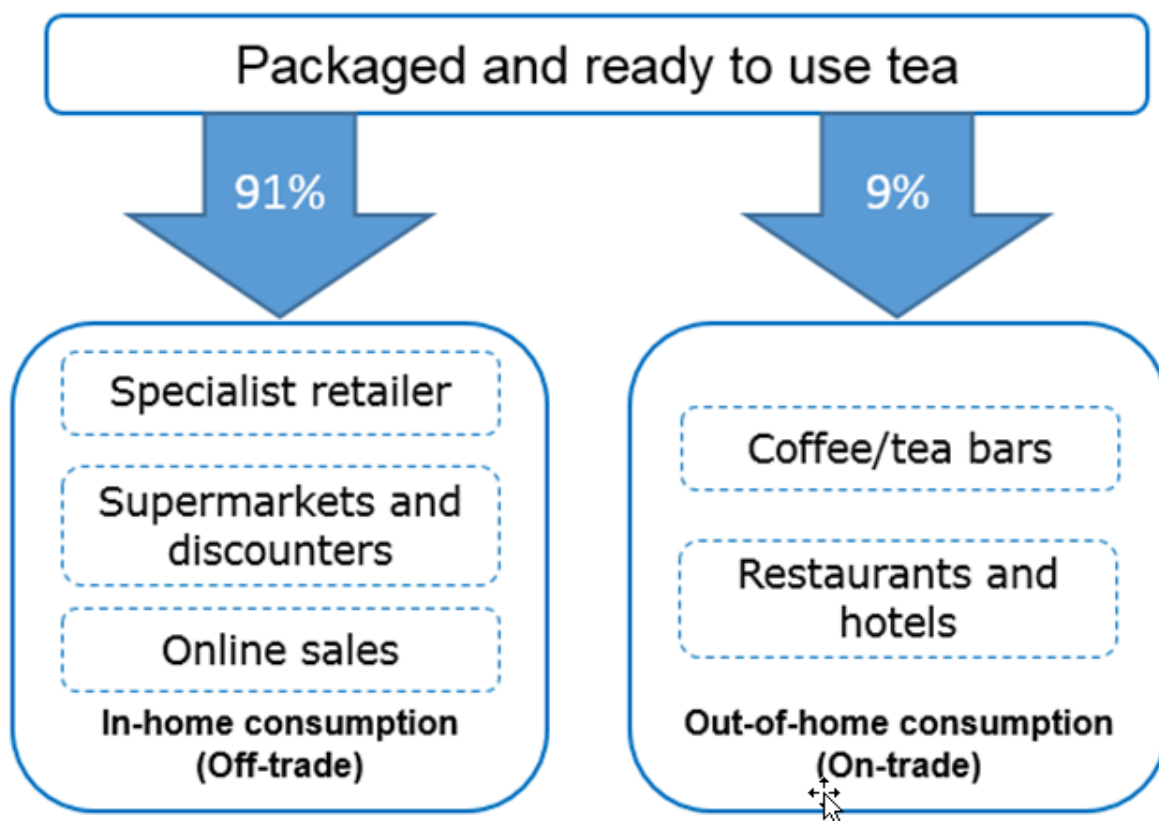 Packaged and ready to use tea
91%
9%
Specialist retailer
Supermarkets and
discounters
Online sales
In-home consumption
(Off-trade)
Coffee/tea bars
Restaurants and
hotels
Out-of-home consumption
(On-trade)